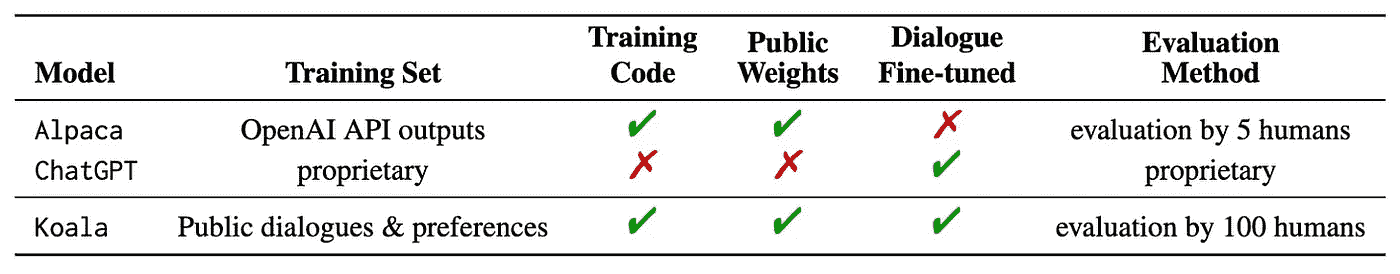 Model Training Set Training Code Public Weights Dialogue Fine-tuned Evaluation Method
Alpaca OpenAI API outputs ✔ ✔ ✗ evaluation by 5 humans
ChatGPT proprietary ✗ ✗ ✔ proprietary
Koala Public dialogues & preferences ✔ ✔ ✔ evaluation by 100 humans